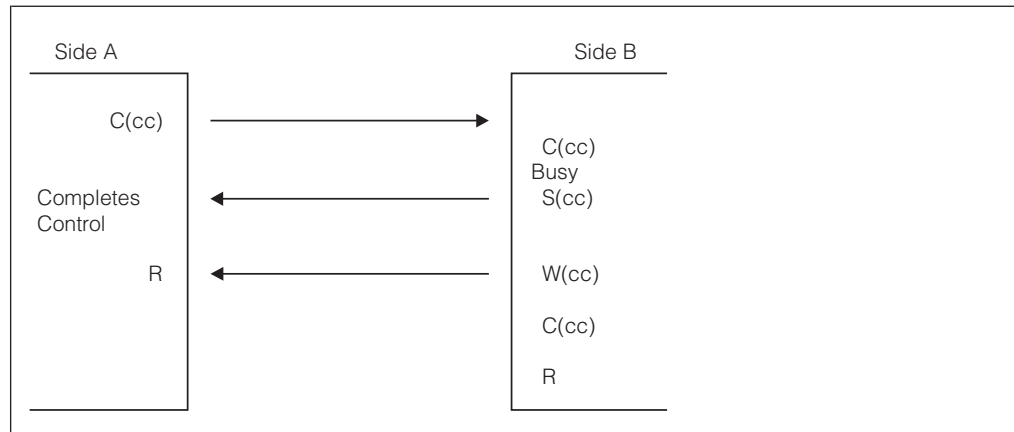 Side A
Side B
C(cc)
C(cc)
Busy
Completes
Control
S(cc)
R
W(cc)
C(cc)
R